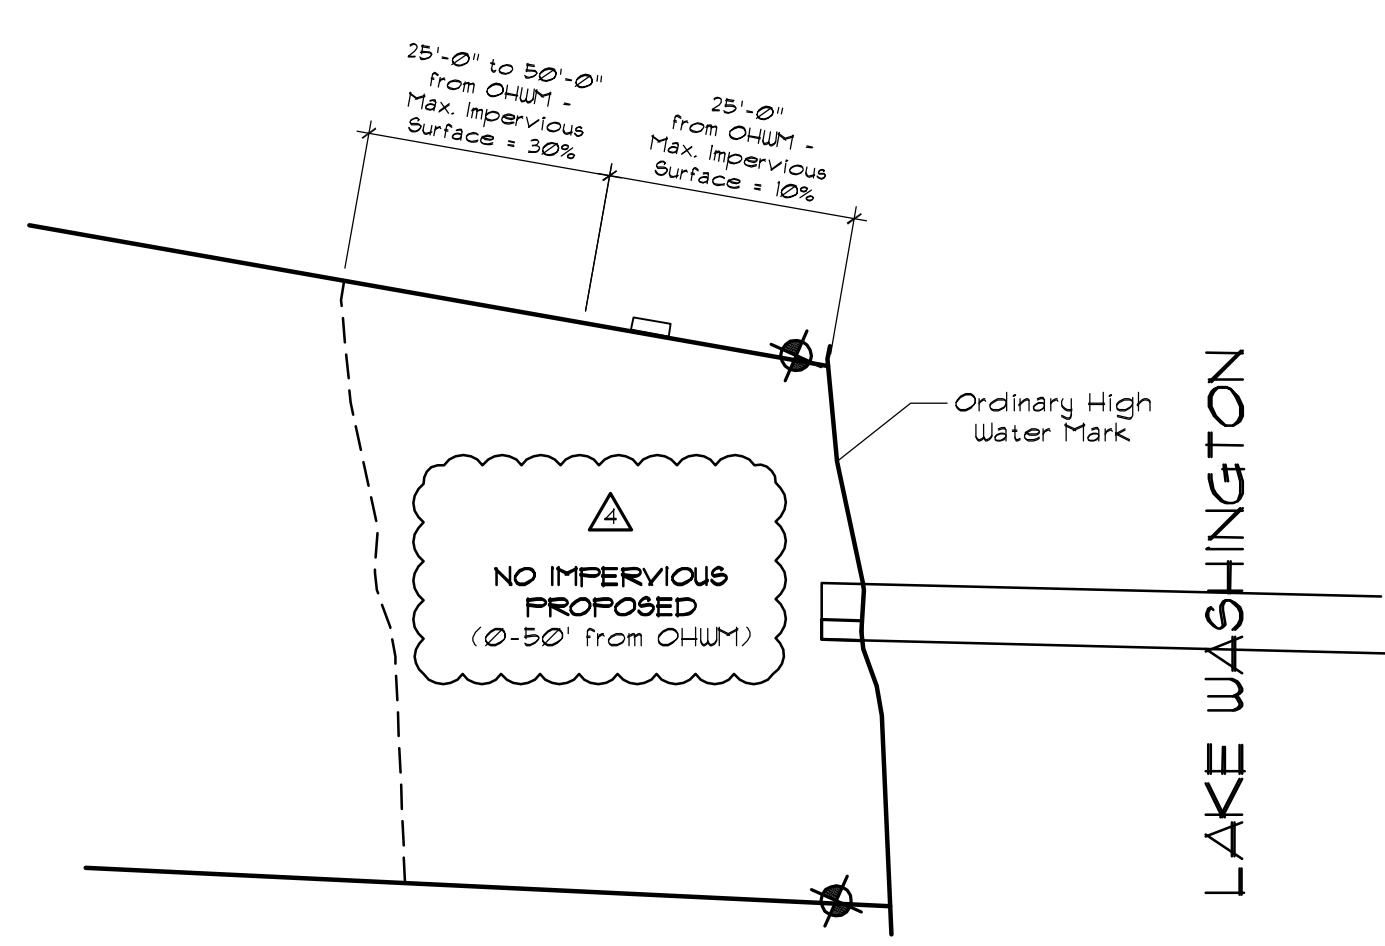 25'-0" to 50'-0"
from OHWM -
Max. Impervious
Surface = 30%
25'-0"
from OHWM -
Max. Impervious
Surface = 10%
Ordinary High
Water Mark
4
NO IMPERVIOUS
PROPOSED
(0-50' from OHWM)
LAKE WASHINGTON